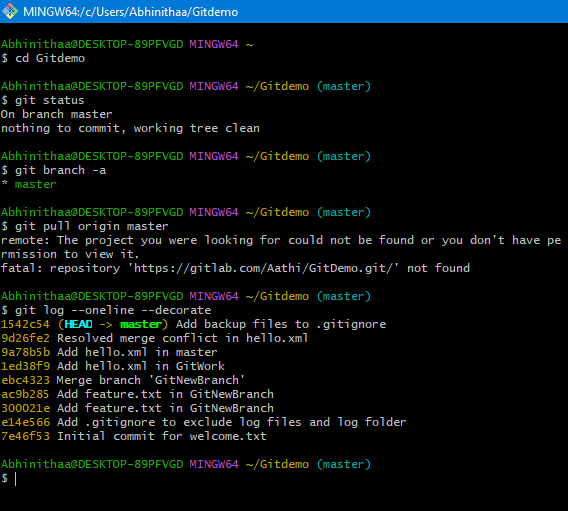 MINGW64:/c/Users/Abhinithaa/Gitdemo
Abhinithaa@DESKTOP-89PFVGD MINGW64 ~
$ cd Gitdemo
Abhinithaa@DESKTOP-89PFVGD MINGW64 ~/Gitdemo (master)
$ git status
On branch master
nothing to commit, working tree clean
Abhinithaa@DESKTOP-89PFVGD MINGW64 ~/Gitdemo (master)
$ git branch -a
* master
Abhinithaa@DESKTOP-89PFVGD MINGW64 ~/Gitdemo (master)
$ git pull origin master
remote: The project you were looking for could not be found or you don't have pe
rmission to view it.
fatal: repository 'https://gitlab.com/Aathi/GitDemo.git/' not found
Abhinithaa@DESKTOP-89PFVGD MINGW64 ~/Gitdemo (master)
$ git log --oneline --decorate
1542c54 (HEAD -> master) Add backup files to .gitignore
9d26fe2 Resolved merge conflict in hello.xml
9a78b5b Add hello.xml in master
1ed38f9 Add hello.xml in GitWork
ebc4323 Merge branch 'GitNewBranch'
ac9b285 Add feature.txt in GitNewBranch
300021e Add feature.txt in GitNewBranch
e14e566 Add .gitignore to exclude log files and log folder
7e46f53 Initial commit for welcome.txt
Abhinithaa@DESKTOP-89PFVGD MINGW64 ~/Gitdemo (master)
$